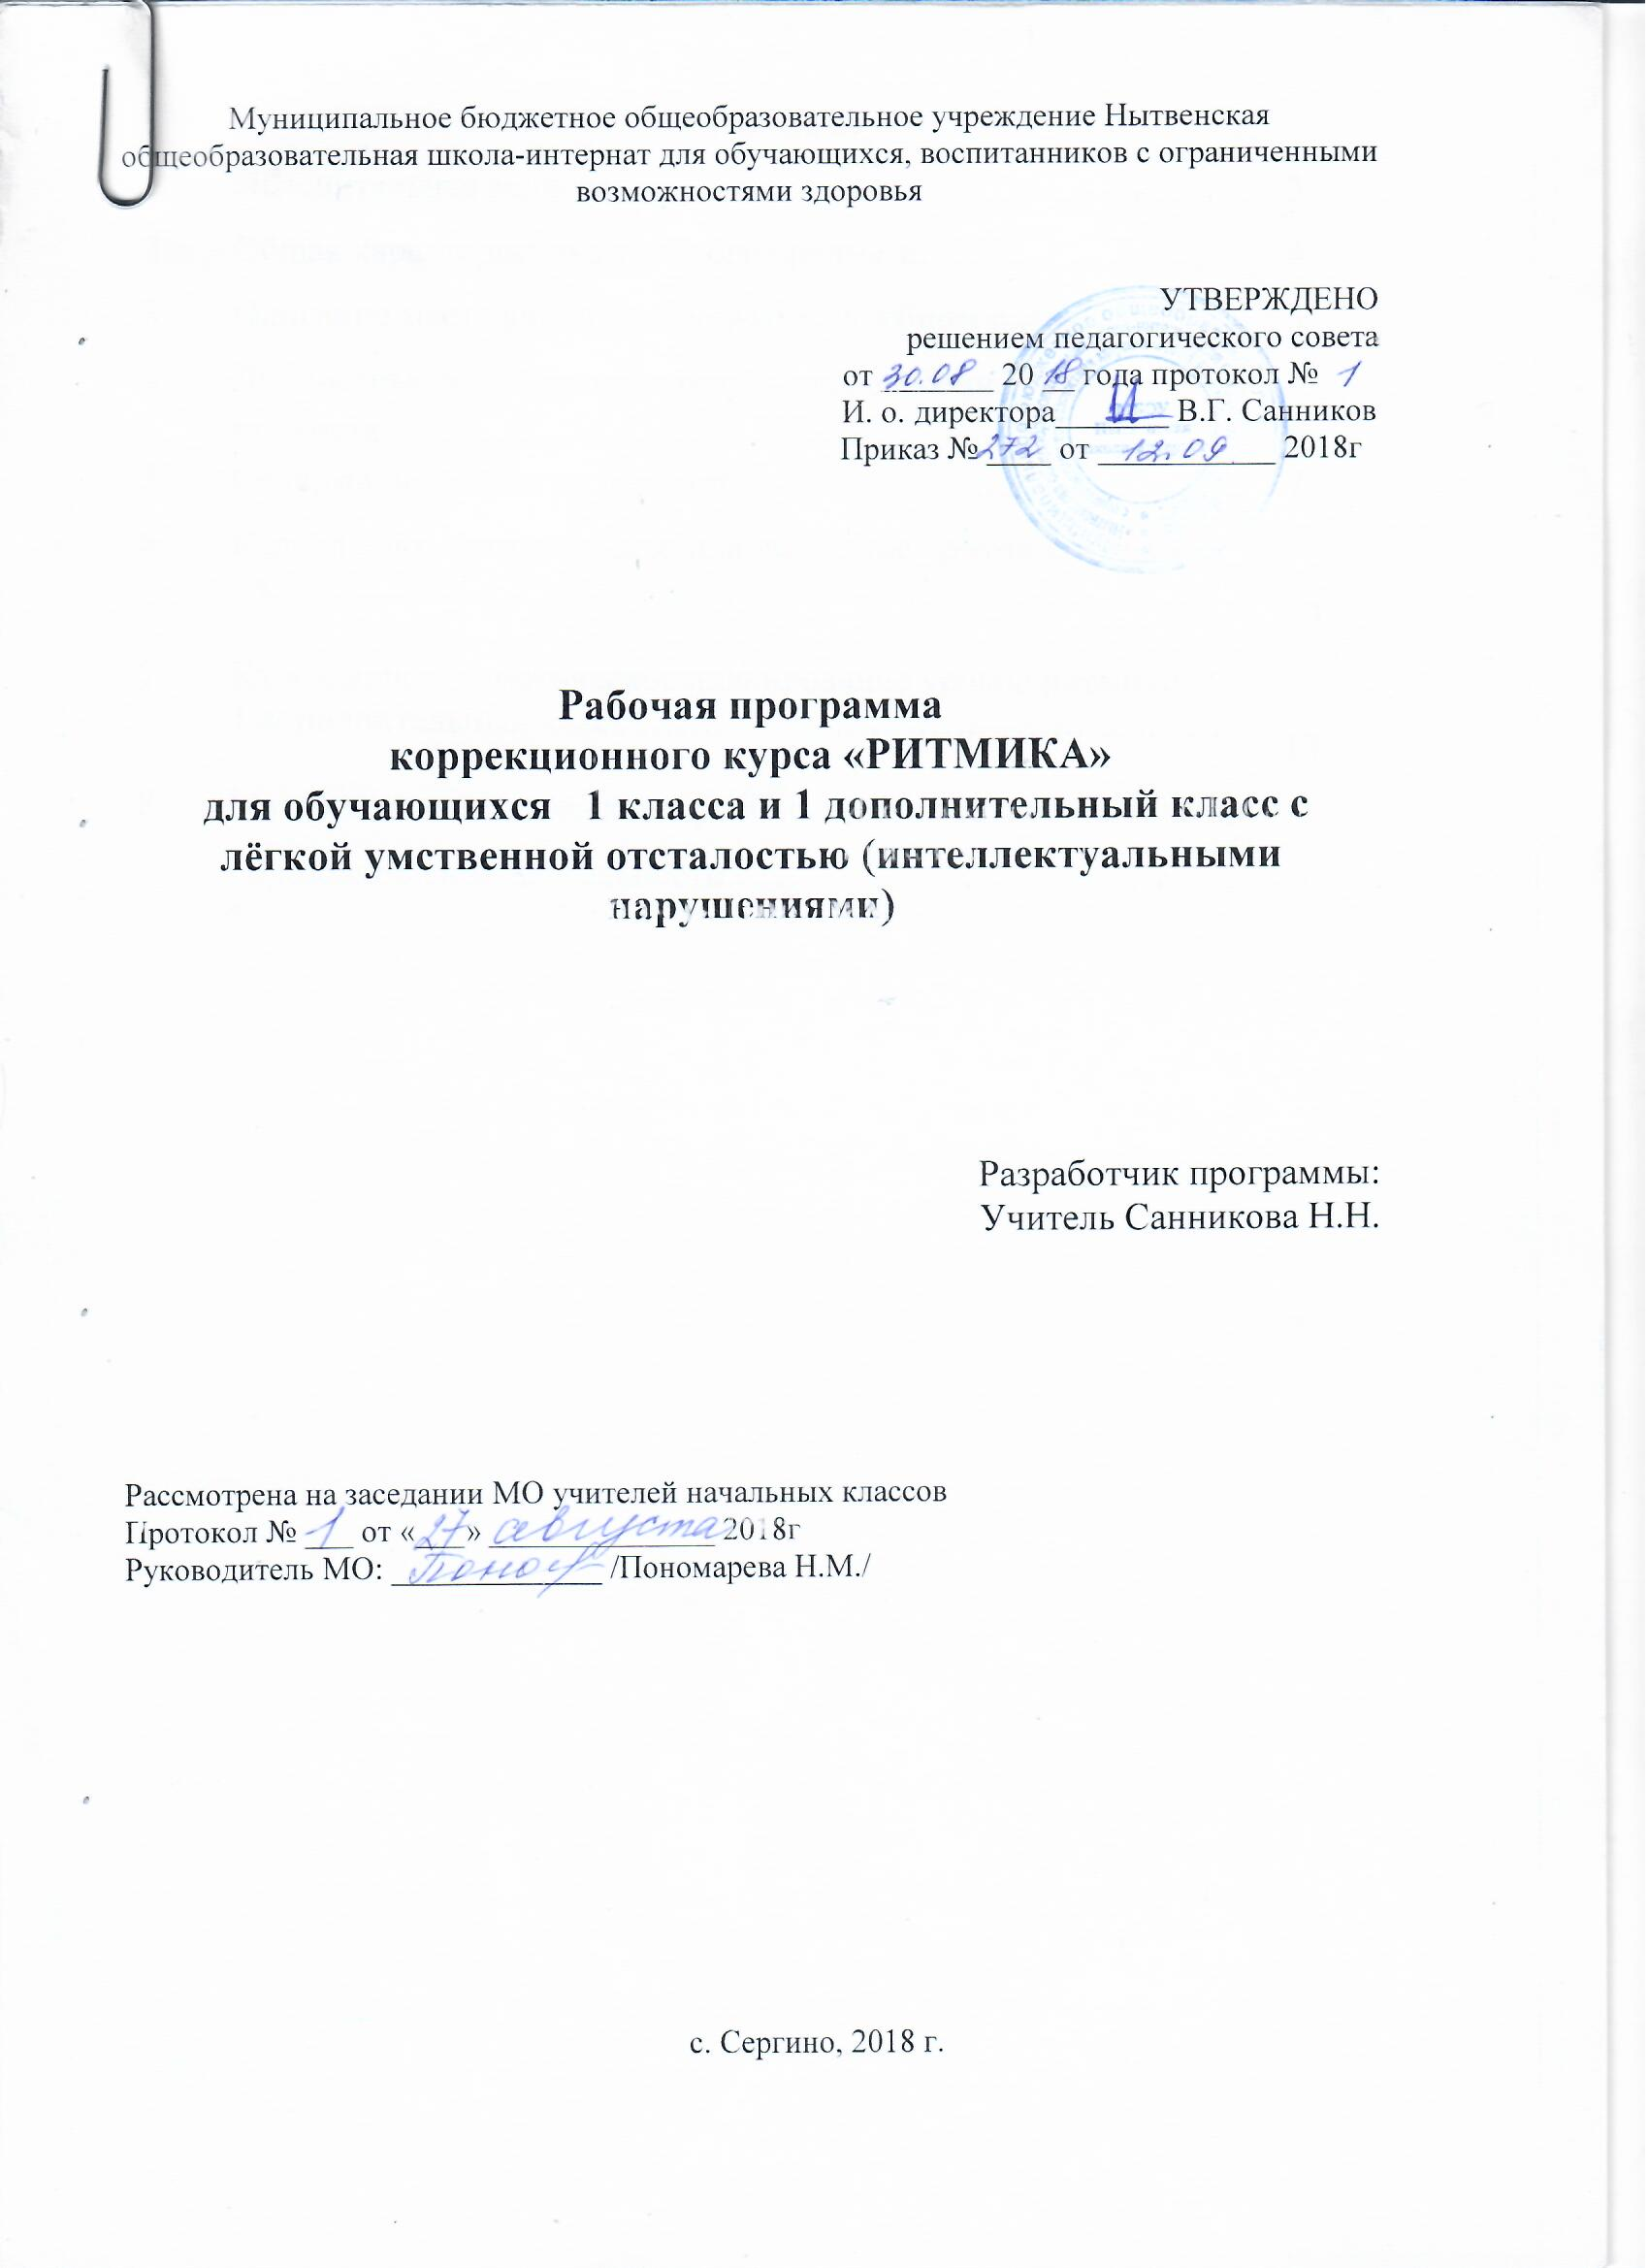 Муниципальное бюджетное общеобразовательное учреждение Нытвенская
общеобразовательная школа-интернат для обучающихся, воспитанников с ограниченными
возможностями здоровья
УТВЕРЖДЕНО
решением педагогического совета
от 30.08 20 18 года протокол № 1
И. о. директора________ В.Г. Санников
Приказ № 272 от 12.09 2018г
Рабочая программа
коррекционного курса «РИТМИКА»
для обучающихся 1 класса и 1 дополнительный класс с
лёгкой умственной отсталостью (интеллектуальными
нарушениями)
Разработчик программы:
Учитель Санникова Н.Н.
Рассмотрена на заседании МО учителей начальных классов
Протокол № 1 от «27» августа 2018г
Руководитель МО: ______________ /Пономарева Н.М./
с. Сергино, 2018 г.